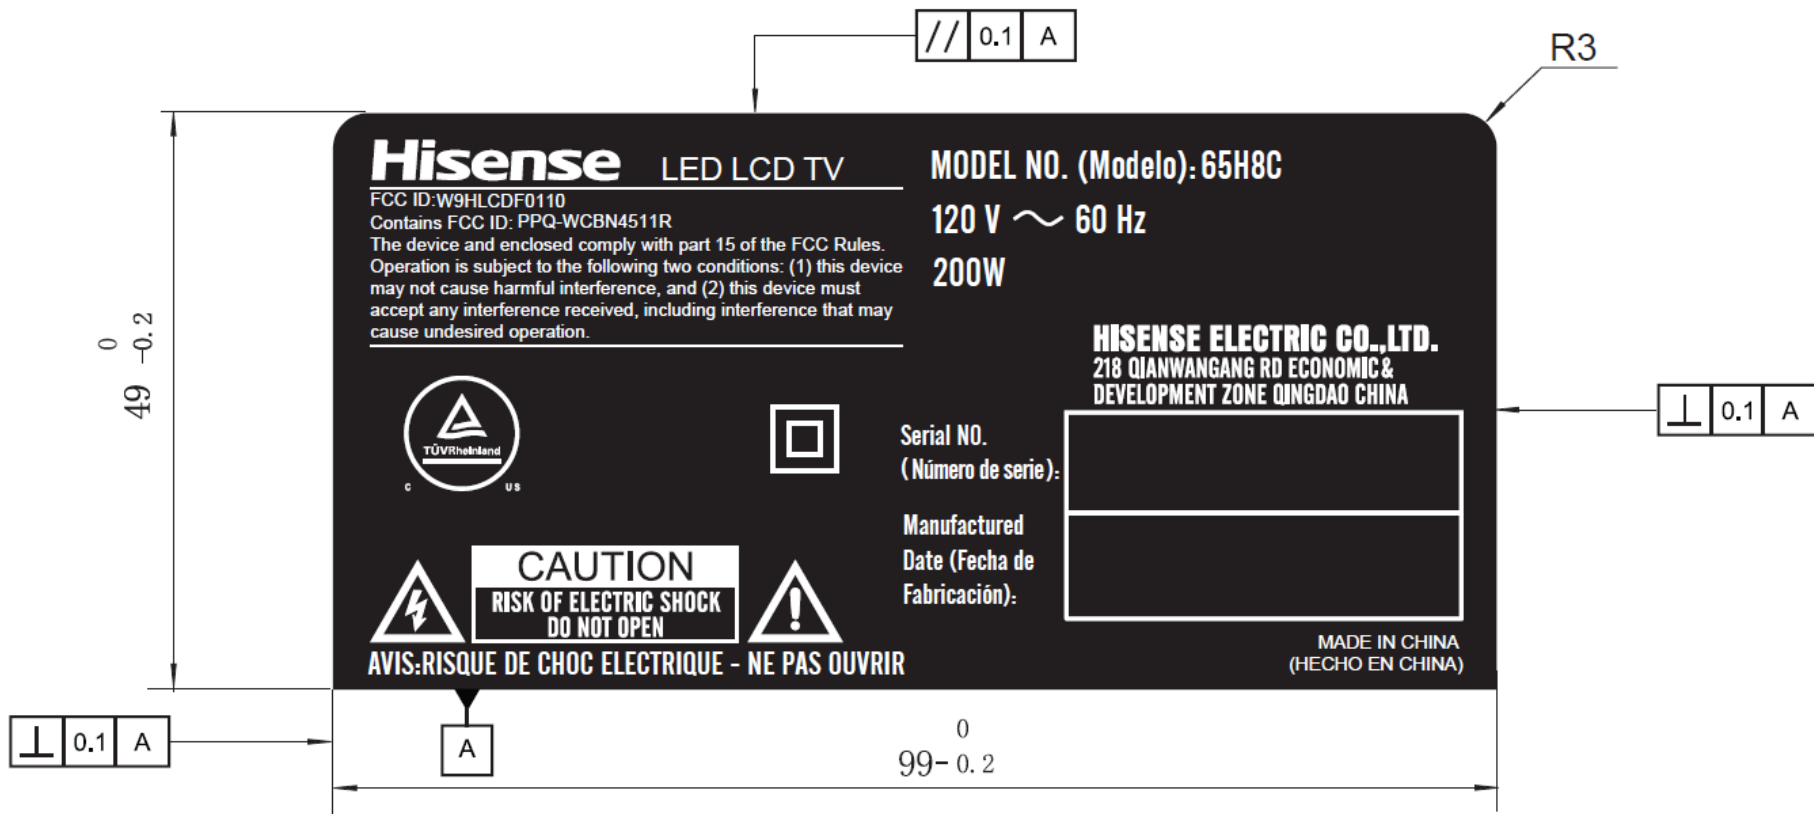 // 0.1 A
R3
Hisense LED LCD TV
FCC ID:W9HLCDF0110
Contains FCC ID: PPQ-WCBN4511R
The device and enclosed comply with part 15 of the FCC Rules.
Operation is subject to the following two conditions: (1) this device
may not cause harmful interference, and (2) this device must
accept any interference received, including interference that may
cause undesired operation.
MODEL NO. (Modelo): 65H8C
120 V ～ 60 Hz
200W
HISENSE ELECTRIC CO.,LTD.
218 QIANWANGANG RD ECONOMIC&
DEVELOPMENT ZONE QINGDAO CHINA
0
49 -0.2
TÜVRheinland
C US
Serial NO.
(Número de serie):
Manufactured
Date (Fecha de
Fabricación):
⊥ 0.1 A
CAUTION
RISK OF ELECTRIC SHOCK
DO NOT OPEN
AVIS:RISQUE DE CHOC ELECTRIQUE - NE PAS OUVRIR
MADE IN CHINA
(HECHO EN CHINA)
⊥ 0.1 A
A
0
99-0.2